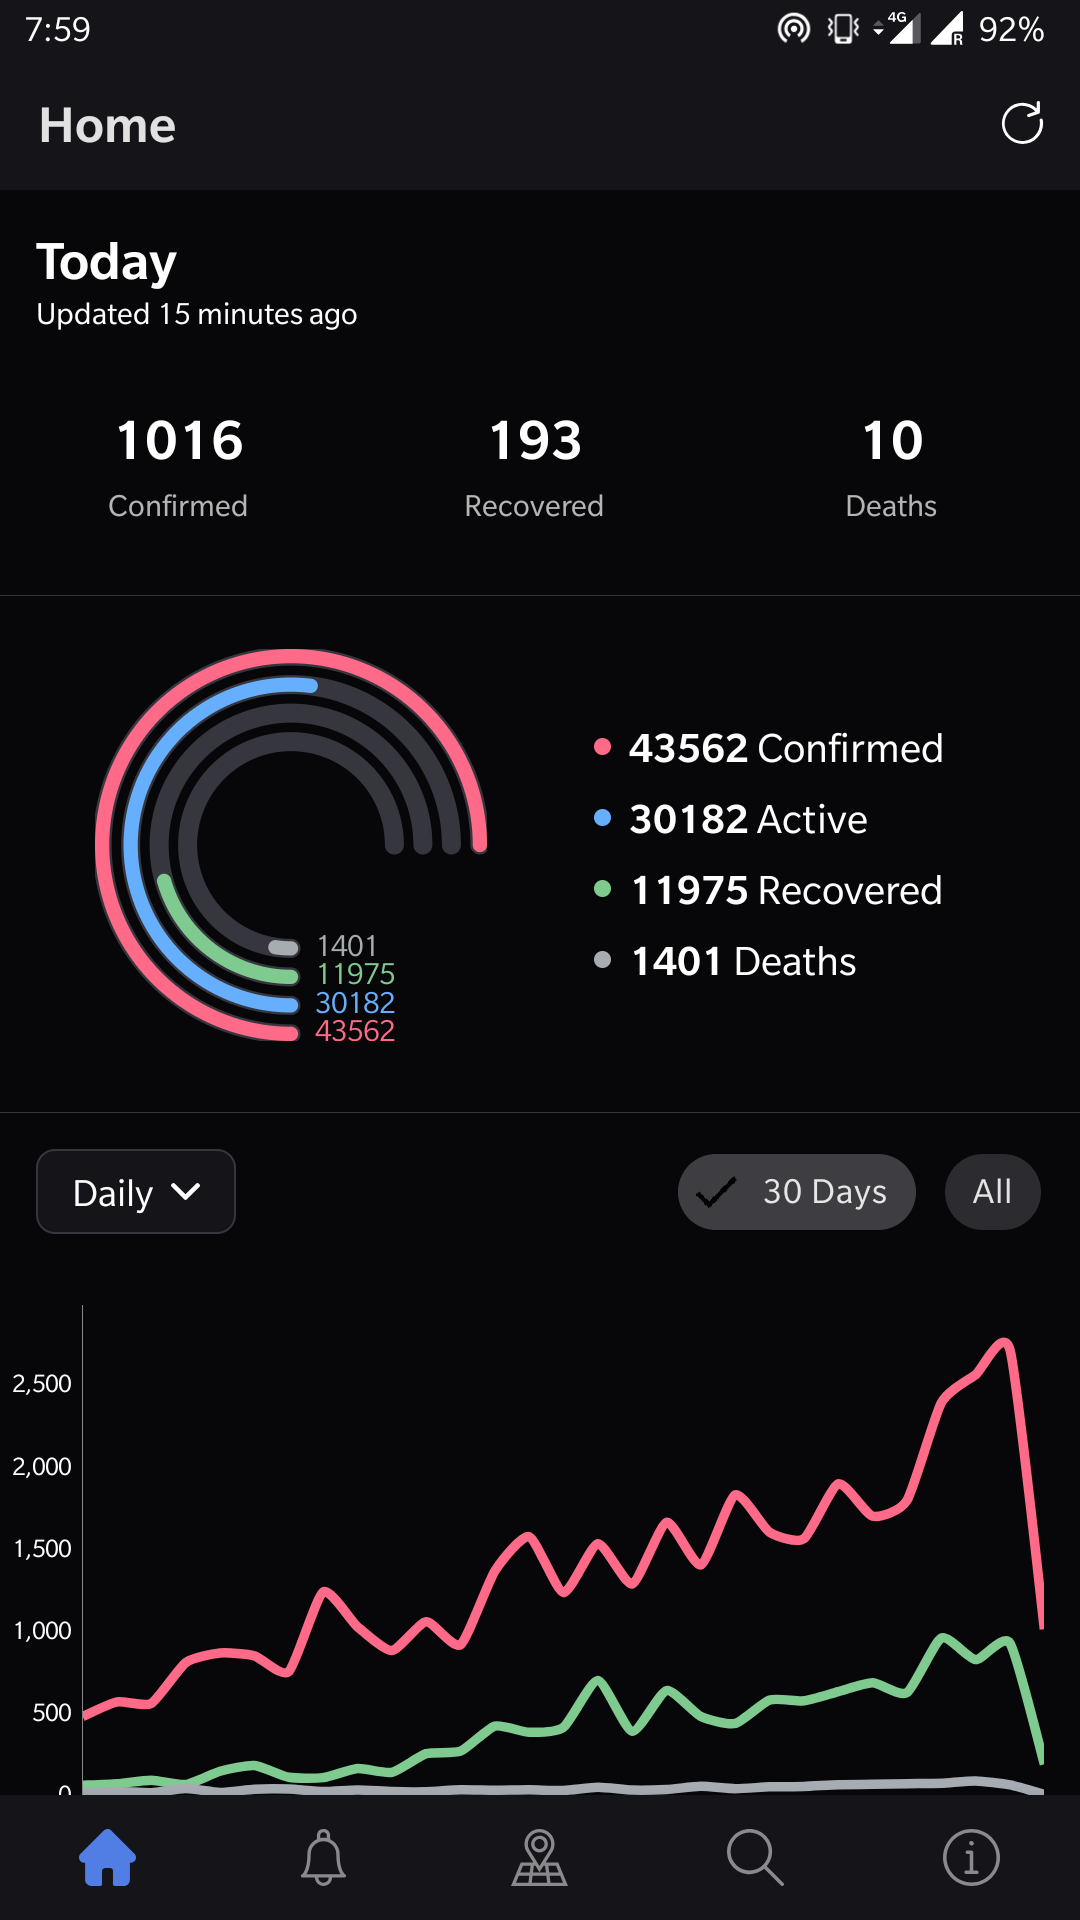 7:59 4G R 92%
Home
Today
Updated 15 minutes ago
1016 193 10
Confirmed Recovered Deaths
43562 Confirmed
30182 Active
11975 Recovered
1401 Deaths
1401
11975
30182
43562
Daily 30 Days All
2,500
2,000
1,500
1,000
500
0